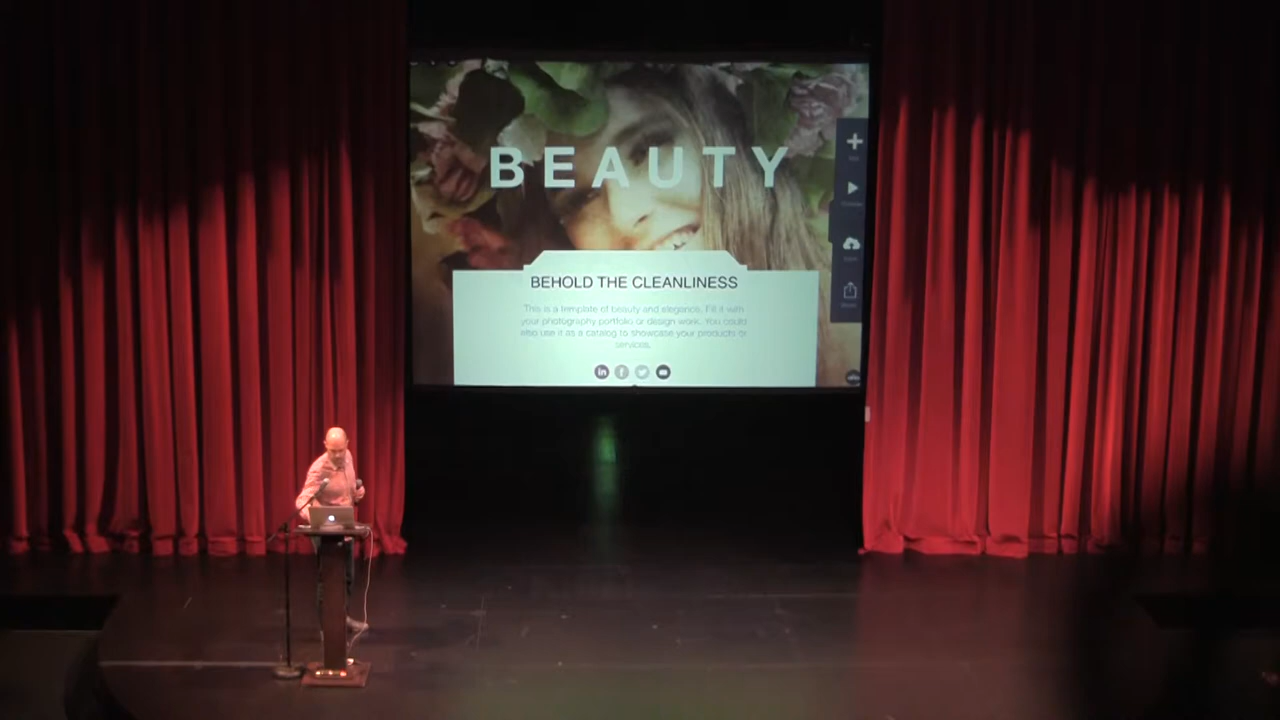 BEAUTY
BEHOLD THE CLEANLINESS
This is a template of beauty and elegance. Fill it with
your photography portfolio or design work. You could
also use it as a catalog to showcase your products or
services.
in f